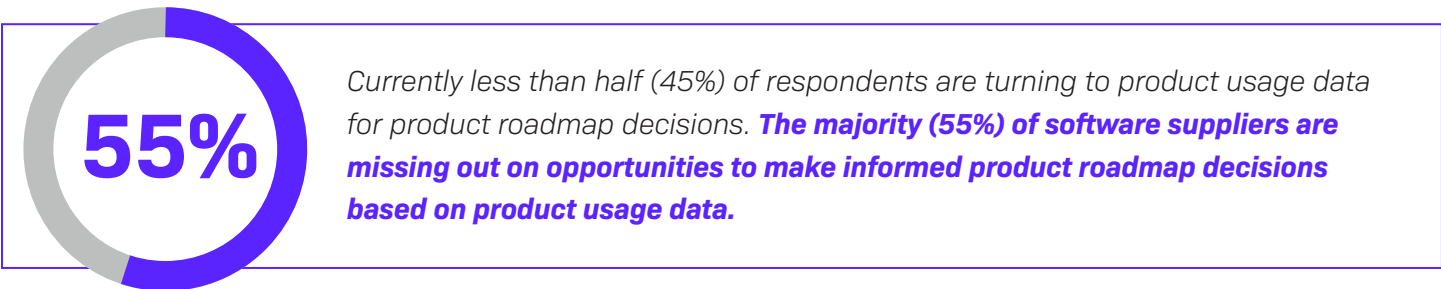 55%
Currently less than half (45%) of respondents are turning to product usage data
for product roadmap decisions. The majority (55%) of software suppliers are
missing out on opportunities to make informed product roadmap decisions
based on product usage data.